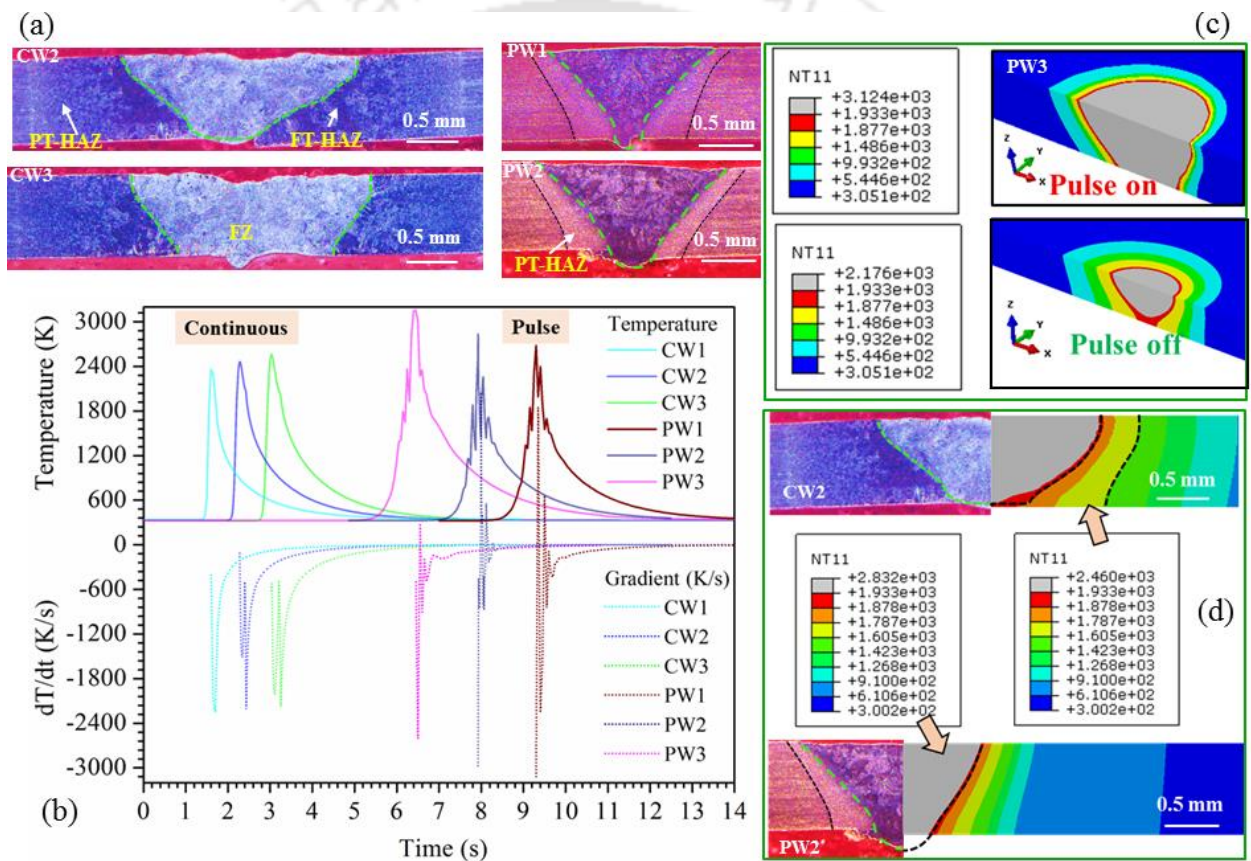 (a)
CW2
PT-HAZ
FT-HAZ
0.5 mm
CW3
FZ
0.5 mm
PW1
0.5 mm
PW2
PT-HAZ
0.5 mm
(c)
NT11
+3.124e+03
+1.933e+03
+1.877e+03
+1.486e+03
+9.932e+02
+5.446e+02
+3.051e+02
PW3
Z
Y
X
Pulse on
NT11
+2.176e+03
+1.933e+03
+1.877e+03
+1.486e+03
+9.932e+02
+5.446e+02
+3.051e+02
Z
Y
X
Pulse off
(b)
Temperature (K)
3000
2400
1800
1200
600
0
Continuous
Pulse
Temperature
CW1
CW2
CW3
PW1
PW2
PW3
dT/dt (K/s)
-600
-1200
-1800
-2400
-3000
Gradient (K/s)
CW1
CW2
CW3
PW1
PW2
PW3
0 1 2 3 4 5 6 7 8 9 10 11 12 13 14
Time (s)
CW2
0.5 mm
NT11
+2.832e+03
+1.933e+03
+1.878e+03
+1.787e+03
+1.605e+03
+1.423e+03
+1.268e+03
+9.100e+02
+6.106e+02
+3.002e+02
NT11
+2.460e+03
+1.933e+03
+1.878e+03
+1.787e+03
+1.605e+03
+1.423e+03
+1.268e+03
+9.100e+02
+6.106e+02
+3.002e+02
(d)
PW2
0.5 mm